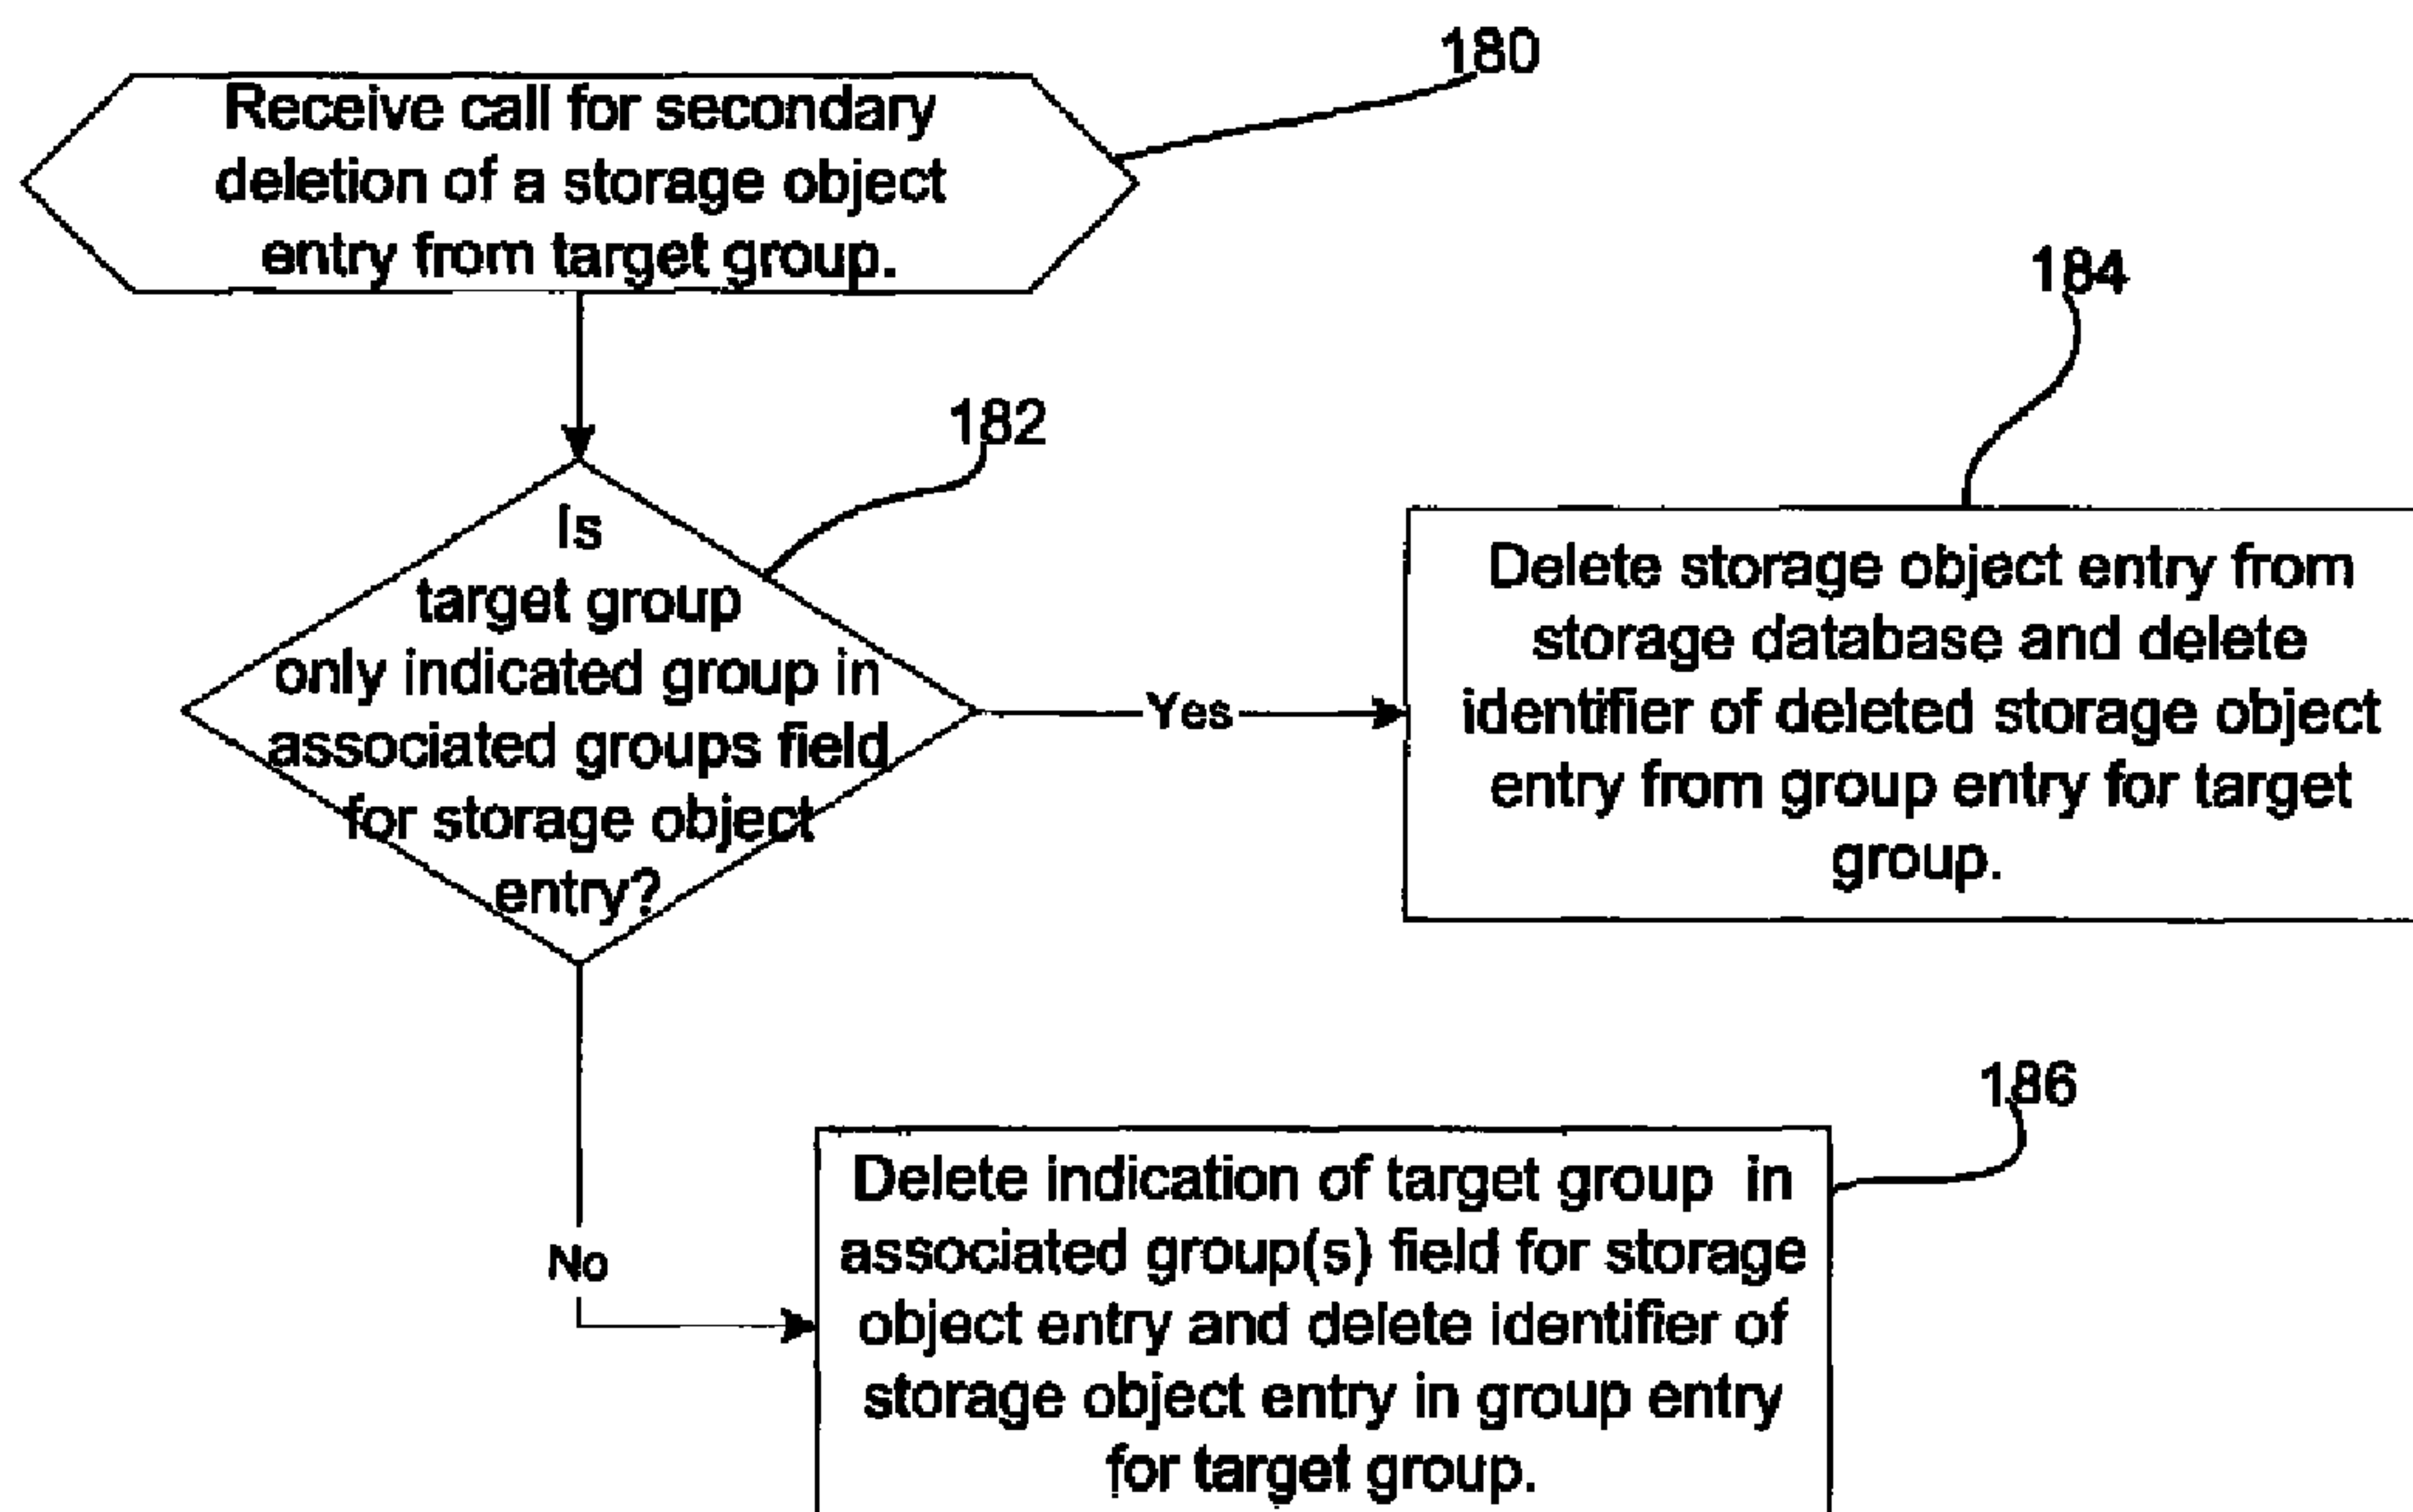 180
Receive call for secondary
deletion of a storage object
entry from target group.
184
182
Is
target group
only indicated group in
associated groups field
for storage object
entry?
Yes
Delete storage object entry from
storage database and delete
identifier of deleted storage object
entry from group entry for target
group.
186
No
Delete indication of target group in
associated group(s) field for storage
object entry and delete identifier of
storage object entry in group entry
for target group.